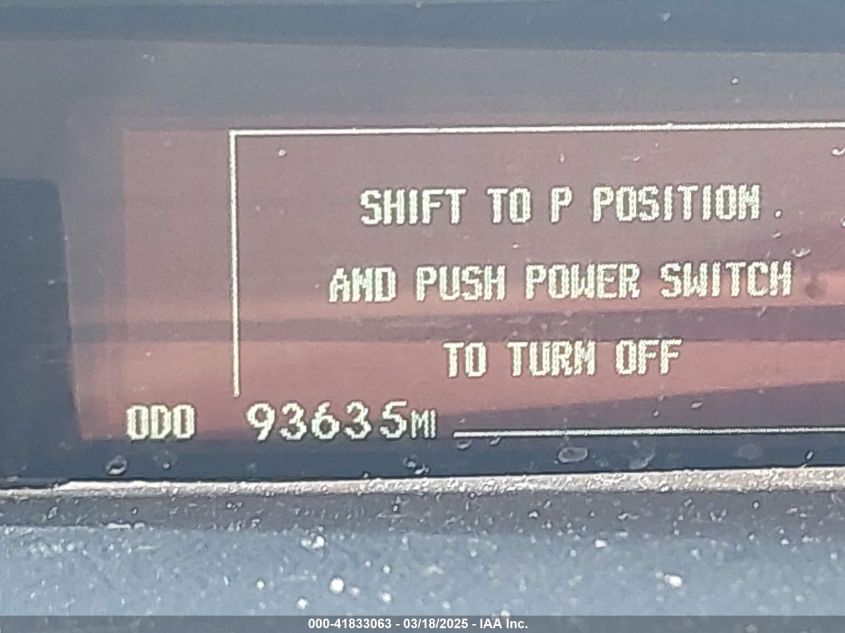 SHIFT TO P POSITION
AND PUSH POWER SWITCH
TO TURN OFF
ODO 93635MI
000-41833063 - 03/18/2025 - IAA Inc.